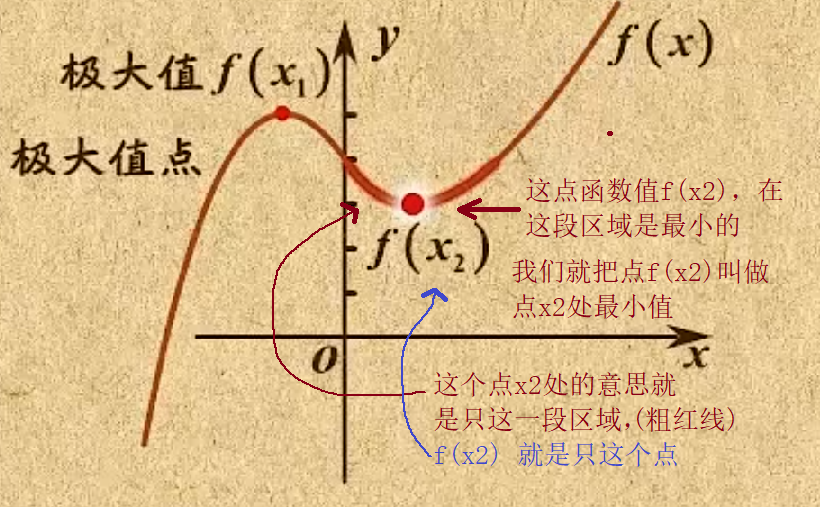 y
f(x)
极大值f(x₁)
极大值点
这点函数值f(x2)，在
这段区域是最小的
f(x₂)
我们就把点f(x2)叫做
点x2处最小值
O
x
这个点x2处的意思就
是只这一段区域,(粗红线)
f(x2) 就是只这个点